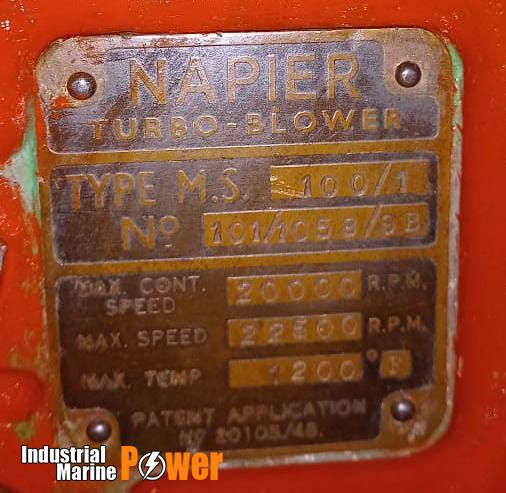 NAPIER
TURBO-BLOWER
TYPE M.S. 100/1
No 101/1058/SB
MAX. CONT. SPEED 20000 R.P.M.
MAX. SPEED 22500 R.P.M.
MAX. TEMP. 1200 °F
PATENT APPLICATION
No 20105/48.
Industrial
Marine Power